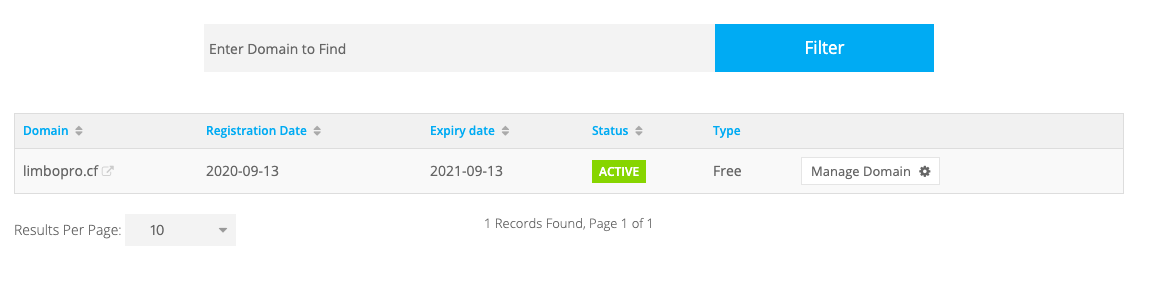 Enter Domain to Find Filter
Domain Registration Date Expiry date Status Type
limbopro.cf 2020-09-13 2021-09-13 ACTIVE Free Manage Domain
1 Records Found, Page 1 of 1
Results Per Page: 10